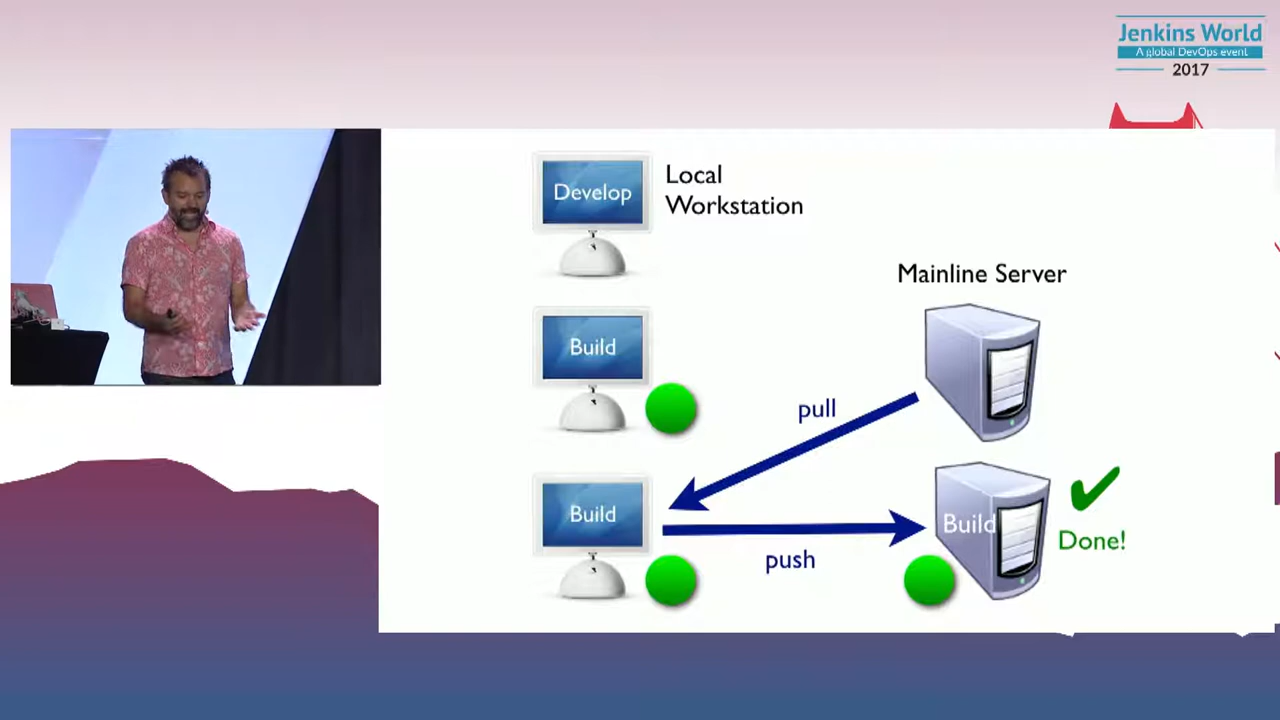 Jenkins World
A global DevOps event
2017
Develop
Local
Workstation
Mainline Server
Build
pull
Build
push
Build
Done!